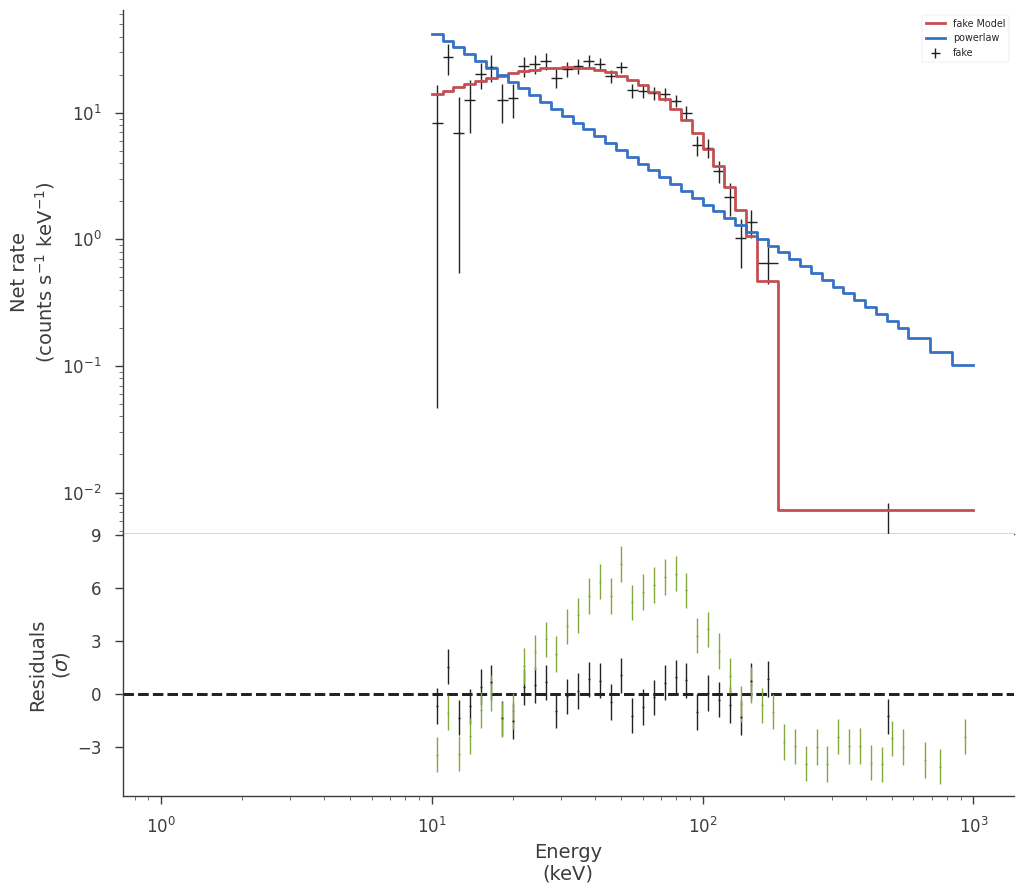 fake Model
powerlaw
fake
Net rate
(counts s⁻¹ keV⁻¹)
10¹
10⁰
10⁻¹
10⁻²
Residuals
(σ)
9
6
3
0
−3
10⁰
10¹
10²
10³
Energy
(keV)